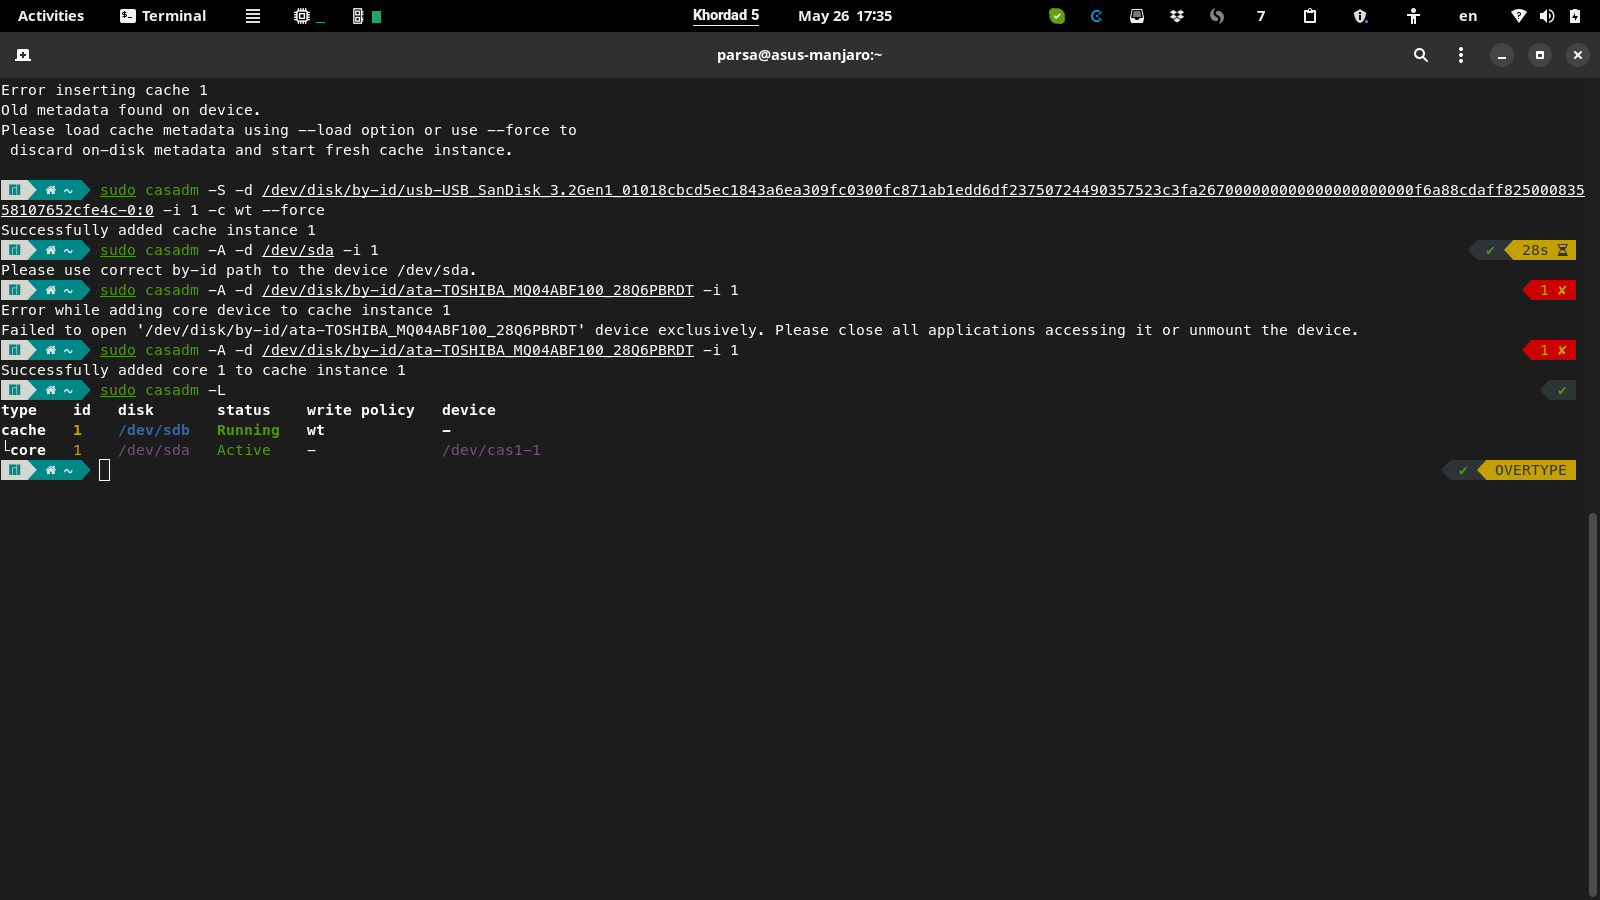 Activities Terminal Khordad 5 May 26 17:35 7 en
parsa@asus-manjaro:~
Error inserting cache 1
Old metadata found on device.
Please load cache metadata using --load option or use --force to
discard on-disk metadata and start fresh cache instance.
~ sudo casadm -S -d /dev/disk/by-id/usb-USB_SanDisk_3.2Gen1_01018cbcd5ec1843a6ea309fc0300fc871ab1edd6df23750724490357523c3fa2670000000000000000000000f6a88cdaff825000835
58107652cfe4c-0:0 -i 1 -c wt --force
Successfully added cache instance 1
~ sudo casadm -A -d /dev/sda -i 1 ✔ 28s
Please use correct by-id path to the device /dev/sda.
~ sudo casadm -A -d /dev/disk/by-id/ata-TOSHIBA_MQ04ABF100_28Q6PBRDT -i 1 1 ✘
Error while adding core device to cache instance 1
Failed to open '/dev/disk/by-id/ata-TOSHIBA_MQ04ABF100_28Q6PBRDT' device exclusively. Please close all applications accessing it or unmount the device.
~ sudo casadm -A -d /dev/disk/by-id/ata-TOSHIBA_MQ04ABF100_28Q6PBRDT -i 1 1 ✘
Successfully added core 1 to cache instance 1
~ sudo casadm -L ✔
type id disk status write policy device
cache 1 /dev/sdb Running wt -
└core 1 /dev/sda Active - /dev/cas1-1
~ ✔ OVERTYPE